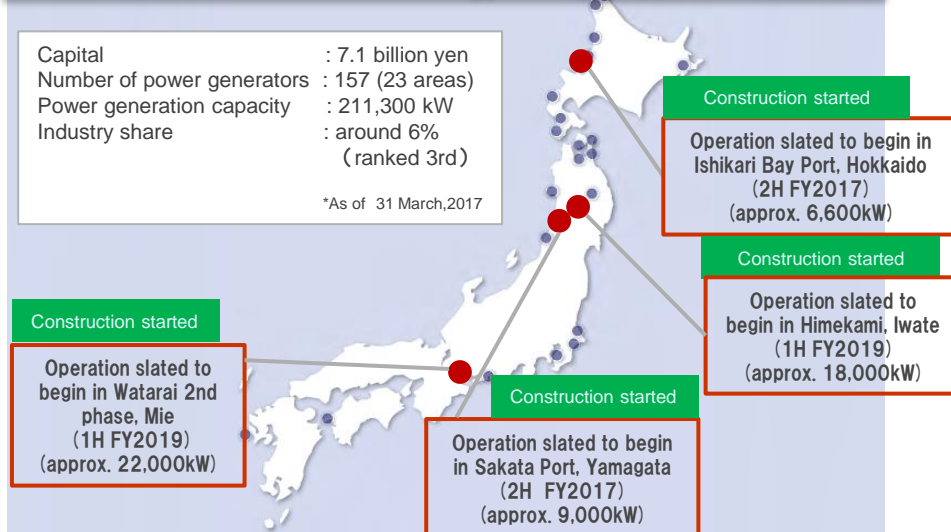 Capital : 7.1 billion yen
Number of power generators : 157 (23 areas)
Power generation capacity : 211,300 kW
Industry share : around 6%
（ranked 3rd）
*As of 31 March,2017
Construction started
Operation slated to begin in
Ishikari Bay Port, Hokkaido
(2H FY2017)
(approx. 6,600kW)
Construction started
Operation slated to
begin in Himekami, Iwate
(1H FY2019)
(approx. 18,000kW)
Construction started
Operation slated to
begin in Watarai 2nd
phase, Mie
(1H FY2019)
(approx. 22,000kW)
Construction started
Operation slated to begin
in Sakata Port, Yamagata
(2H FY2017)
(approx. 9,000kW)